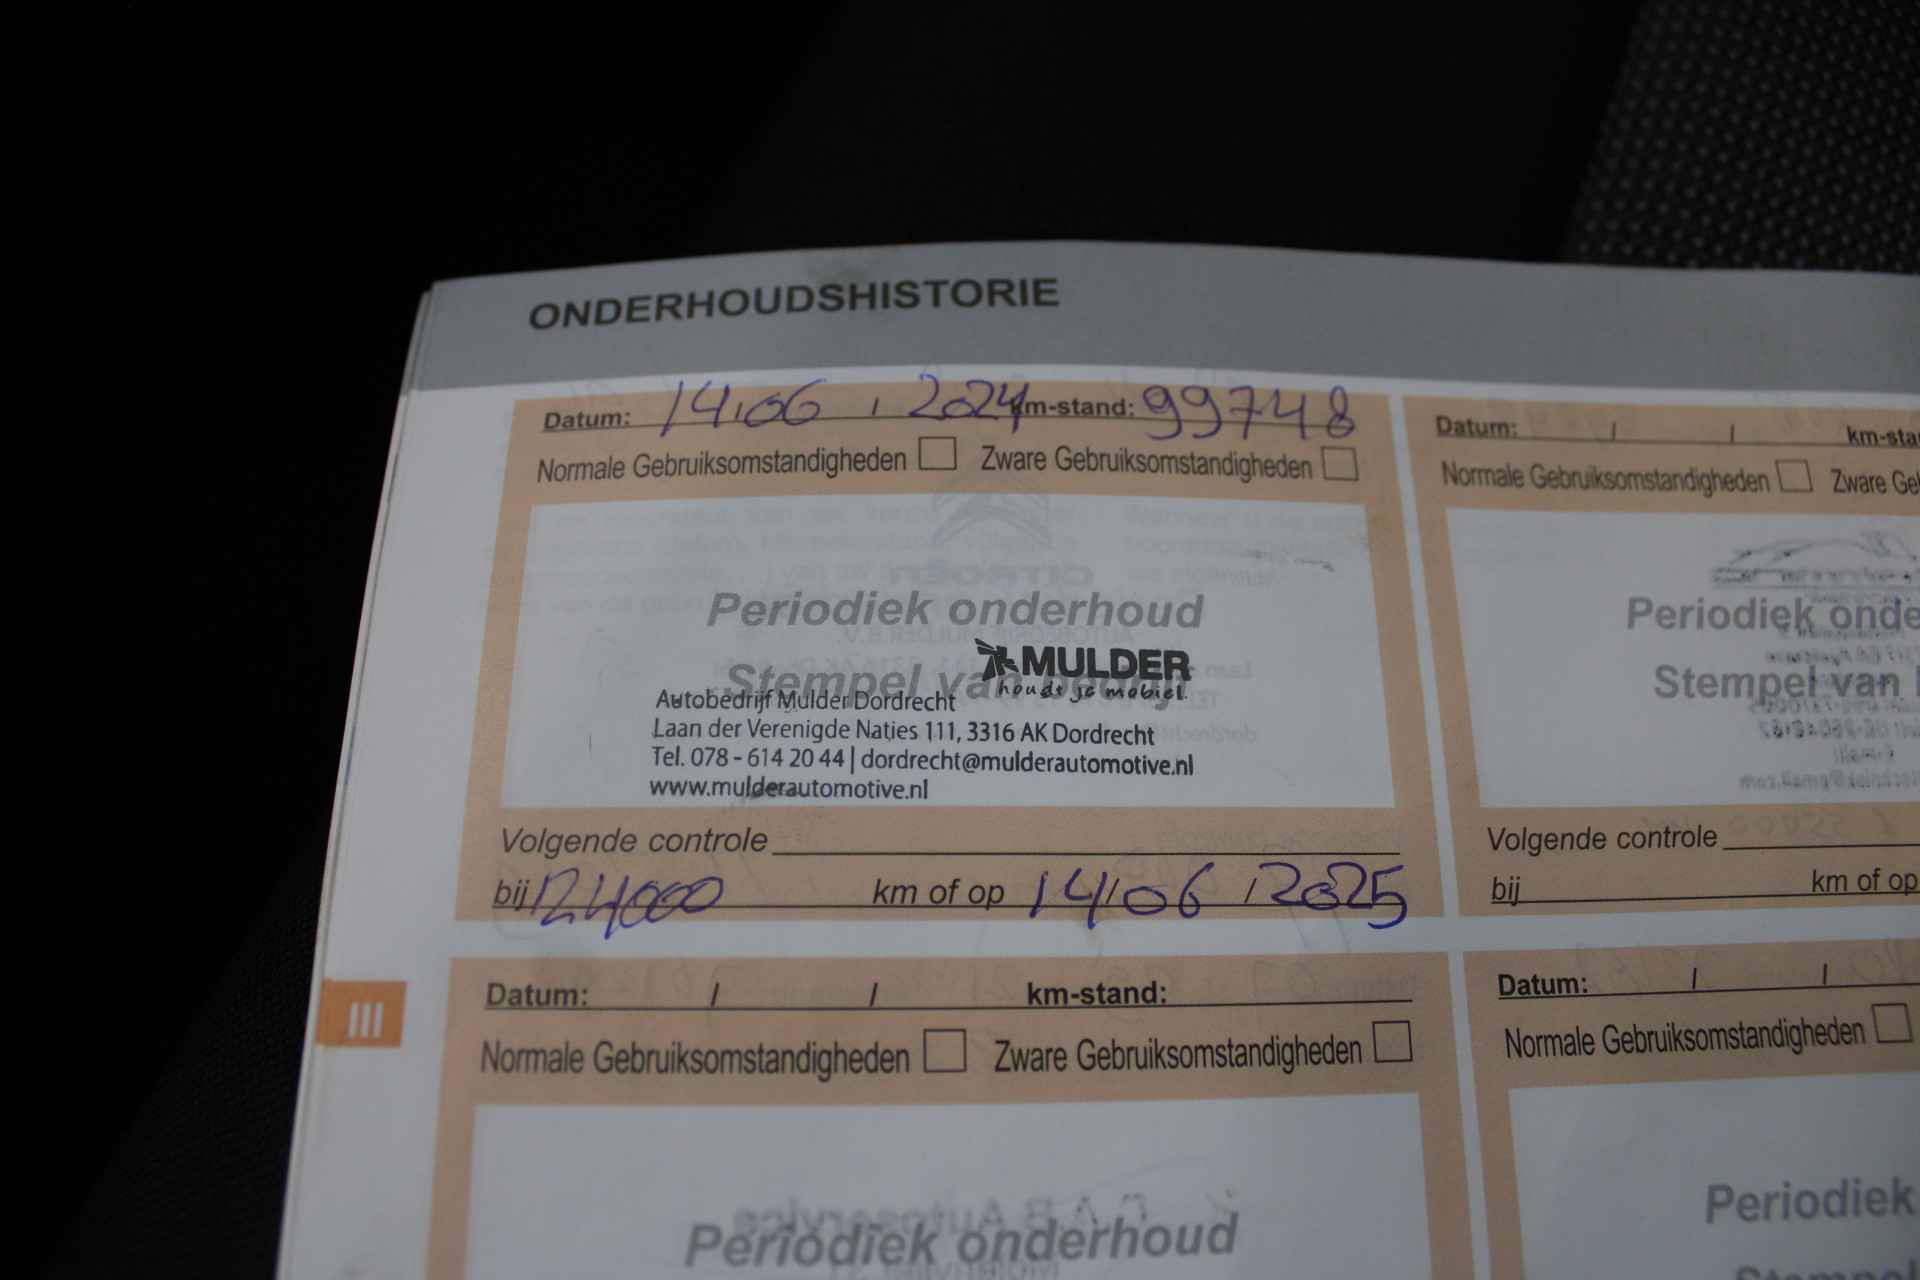 ONDERHOUDSHISTORIE
Datum: 14/06 / 2024 km-stand: 99748
Normale Gebruiksomstandigheden Zware Gebruiksomstandigheden
Periodiek onderhoud
Stempel van bedrijf
MULDER
houdt je mobiel.
Autobedrijf Mulder Dordrecht
Laan der Verenigde Naties 111, 3316 AK Dordrecht
Tel. 078 - 614 20 44 | dordrecht@mulderautomotive.nl
www.mulderautomotive.nl
Volgende controle
bij 124000 km of op 14/06/2025
Datum: / / km-sta
Normale Gebruiksomstandigheden Zware Gel
Periodiek onde
Stempel van
Volgende controle
bij km of op
III
Datum: / / km-stand:
Normale Gebruiksomstandigheden Zware Gebruiksomstandigheden
Periodiek onderhoud
Datum: / /
Normale Gebruiksomstandigheden
Periodiek